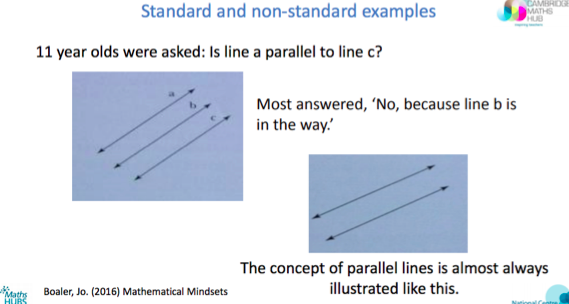 Standard and non-standard examples
CAMBRIDGE
MATHS
HUB
11 year olds were asked: Is line a parallel to line c?
a
b
c
Most answered, ‘No, because line b is
in the way.’
The concept of parallel lines is almost always
illustrated like this.
Maths
HUBS
Boaler, Jo. (2016) Mathematical Mindsets
National Centre